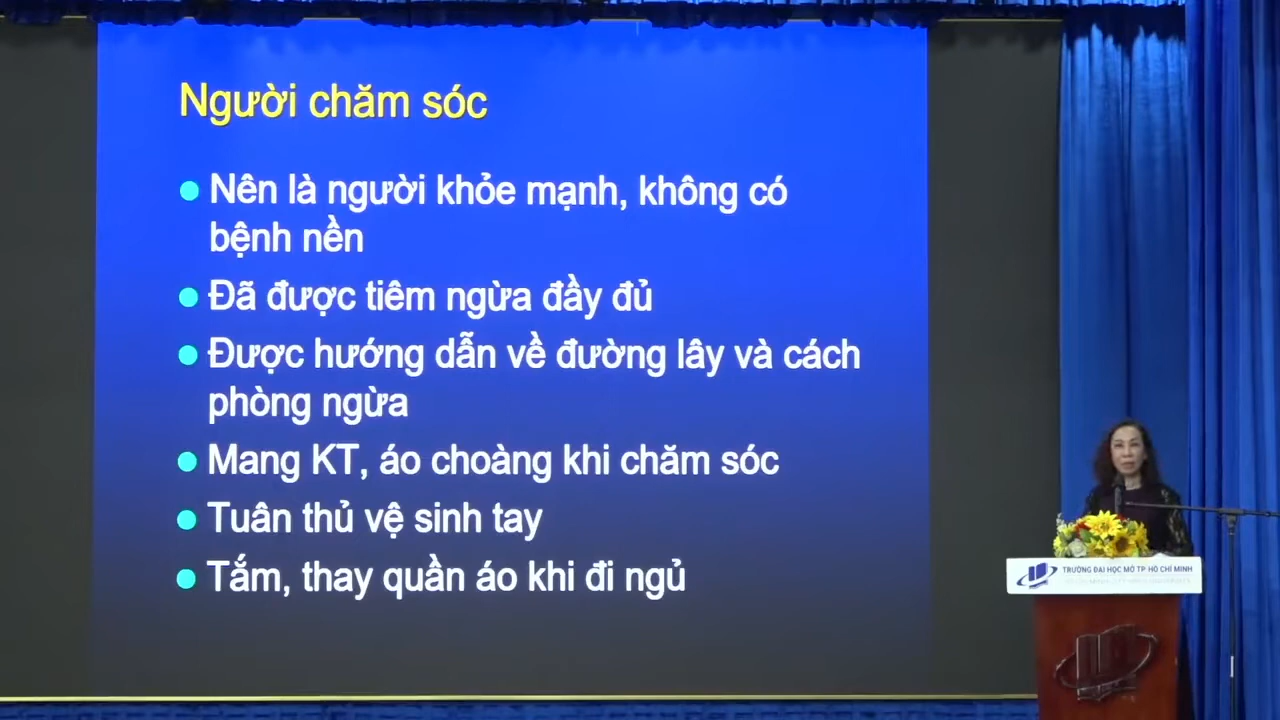 Người chăm sóc
Nên là người khỏe mạnh, không có
bệnh nền
Đã được tiêm ngừa đầy đủ
Được hướng dẫn về đường lây và cách
phòng ngừa
Mang KT, áo choàng khi chăm sóc
Tuân thủ vệ sinh tay
Tắm, thay quần áo khi đi ngủ
TRƯỜNG ĐẠI HỌC MỞ TP HỒ CHÍ MINH